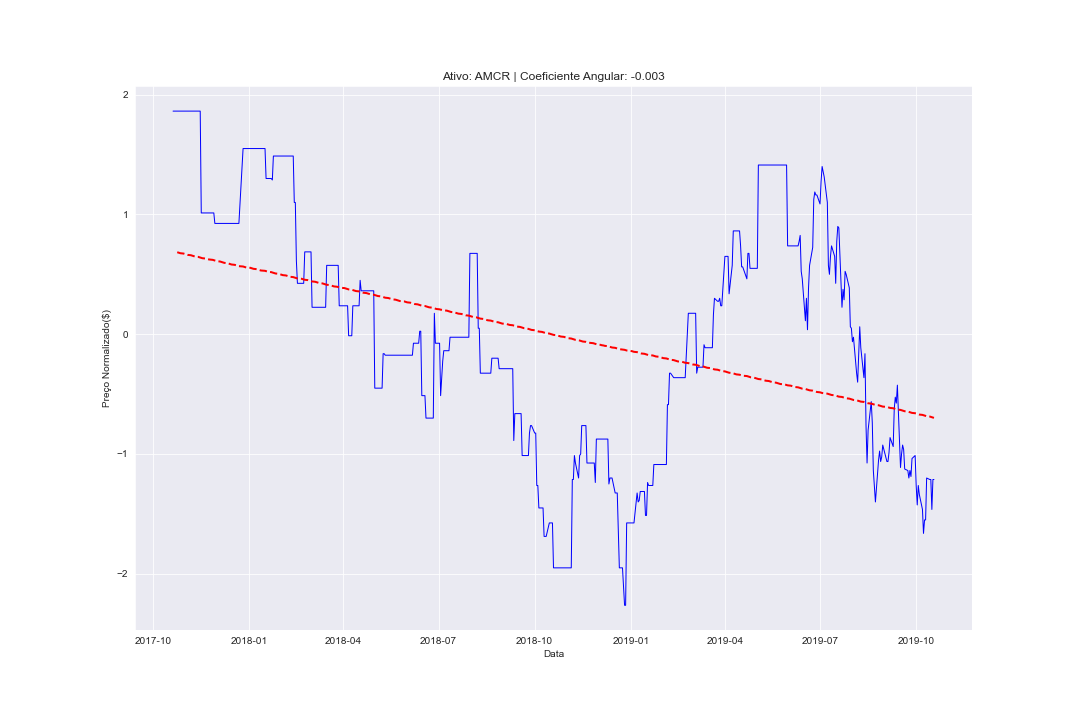 Ativo: AMCR | Coeficiente Angular: -0.003
Preço Normalizado($)
2
1
0
−1
−2
2017-10 2018-01 2018-04 2018-07 2018-10 2019-01 2019-04 2019-07 2019-10
Data